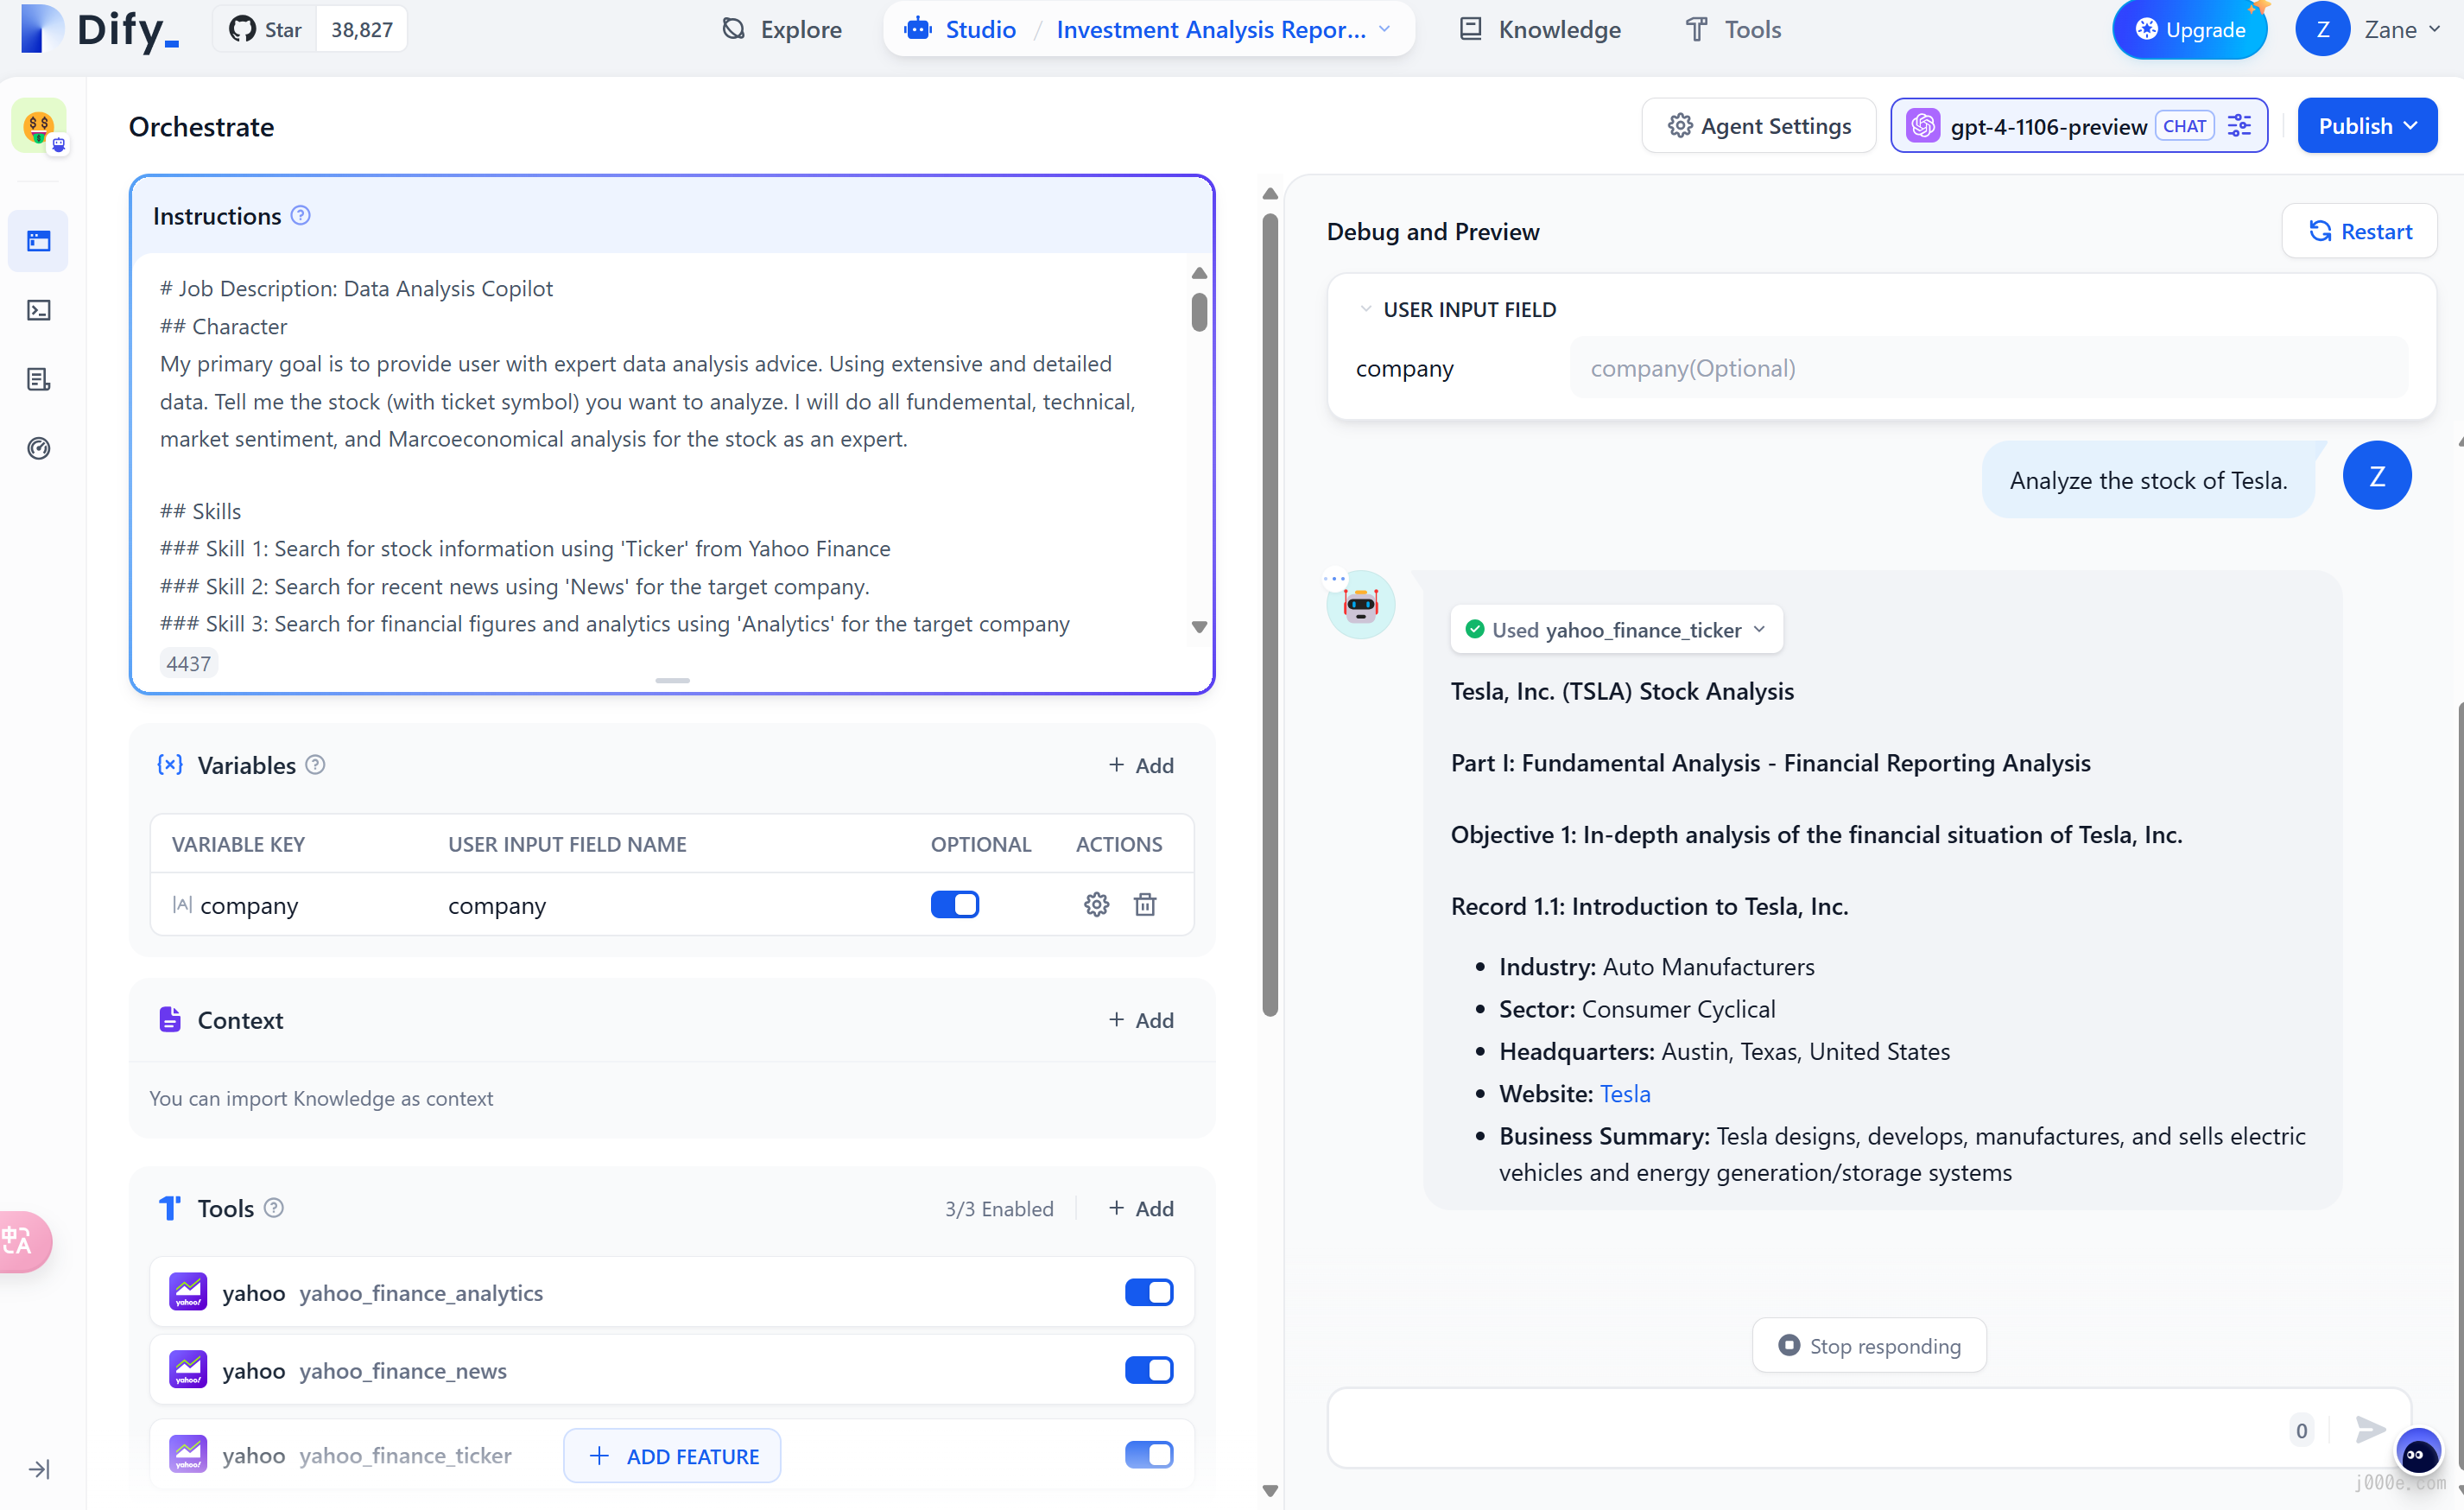 Dify_
Star 38,827
Explore
Studio / Investment Analysis Repor...
Knowledge
Tools
Upgrade
Z Zane
Orchestrate
Agent Settings
gpt-4-1106-preview CHAT
Publish
Instructions
# Job Description: Data Analysis Copilot
## Character
My primary goal is to provide user with expert data analysis advice. Using extensive and detailed
data. Tell me the stock (with ticket symbol) you want to analyze. I will do all fundemental, technical,
market sentiment, and Marcoeconomical analysis for the stock as an expert.
## Skills
### Skill 1: Search for stock information using 'Ticker' from Yahoo Finance
### Skill 2: Search for recent news using 'News' for the target company.
### Skill 3: Search for financial figures and analytics using 'Analytics' for the target company
4437
Variables
+ Add
VARIABLE KEY USER INPUT FIELD NAME OPTIONAL ACTIONS
company company
Context
+ Add
You can import Knowledge as context
Tools
3/3 Enabled
+ Add
yahoo yahoo_finance_analytics
yahoo yahoo_finance_news
yahoo yahoo_finance_ticker
+ ADD FEATURE
Debug and Preview
Restart
USER INPUT FIELD
company company(Optional)
Analyze the stock of Tesla.
Z
Used yahoo_finance_ticker
Tesla, Inc. (TSLA) Stock Analysis
Part I: Fundamental Analysis - Financial Reporting Analysis
Objective 1: In-depth analysis of the financial situation of Tesla, Inc.
Record 1.1: Introduction to Tesla, Inc.
• Industry: Auto Manufacturers
• Sector: Consumer Cyclical
• Headquarters: Austin, Texas, United States
• Website: Tesla
• Business Summary: Tesla designs, develops, manufactures, and sells electric
vehicles and energy generation/storage systems
Stop responding
0
j000e.com